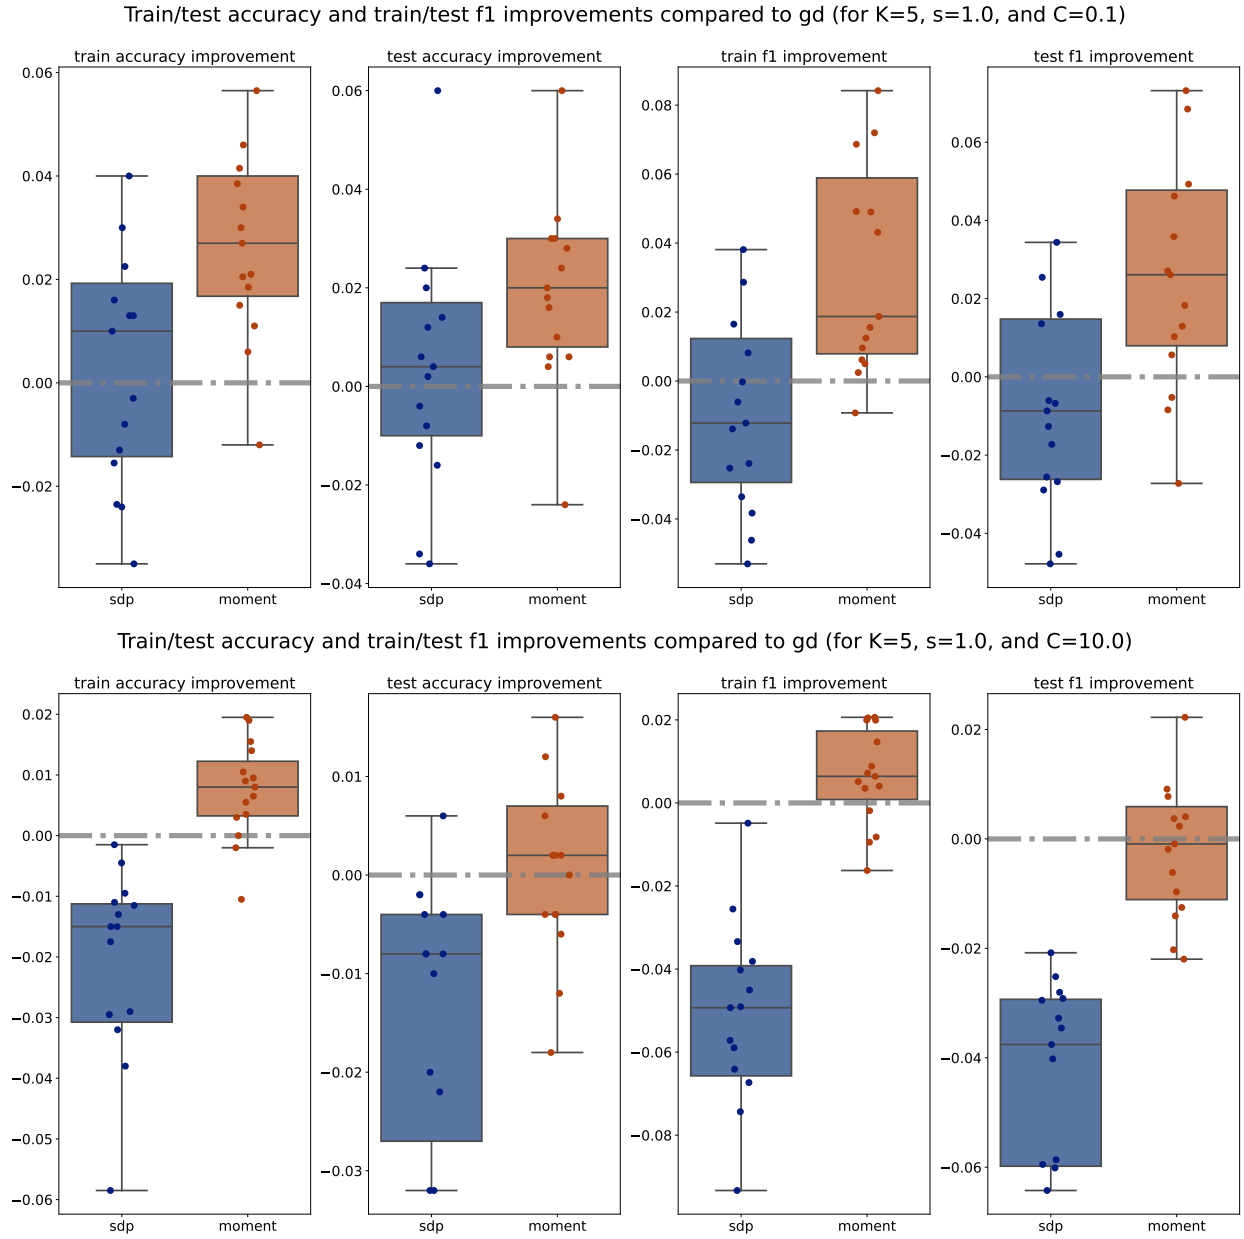 Train/test accuracy and train/test f1 improvements compared to gd (for K=5, s=1.0, and C=0.1)
train accuracy improvement
test accuracy improvement
train f1 improvement
test f1 improvement
0.06
0.04
0.02
0.00
−0.02
sdp
moment
0.06
0.04
0.02
0.00
−0.02
−0.04
sdp
moment
0.08
0.06
0.04
0.02
0.00
−0.02
−0.04
sdp
moment
0.06
0.04
0.02
0.00
−0.02
−0.04
sdp
moment
Train/test accuracy and train/test f1 improvements compared to gd (for K=5, s=1.0, and C=10.0)
train accuracy improvement
test accuracy improvement
train f1 improvement
test f1 improvement
0.02
0.01
0.00
−0.01
−0.02
−0.03
−0.04
−0.05
−0.06
sdp
moment
0.01
0.00
−0.01
−0.02
−0.03
sdp
moment
0.02
0.00
−0.02
−0.04
−0.06
−0.08
sdp
moment
0.02
0.00
−0.02
−0.04
−0.06
sdp
moment